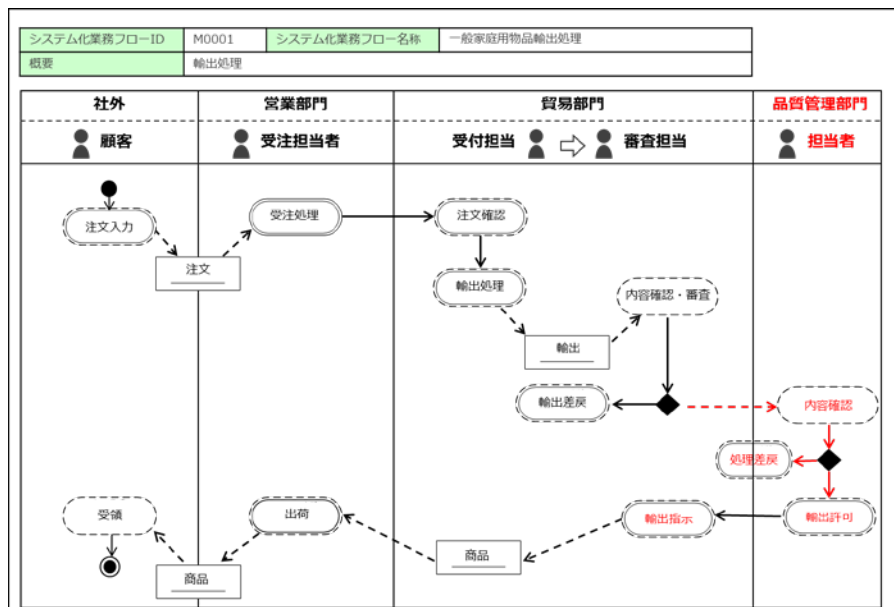 システム化業務フローID M0001 システム化業務フロー名称 一般家庭用物品輸出処理
概要 輸出処理
社外 営業部門 貿易部門 品質管理部門
顧客 受注担当者 受付担当 審査担当 担当者
注文入力 受注処理 注文確認
注文
輸出処理 内容確認・審査
輸出
輸出差戻 内容確認
処理差戻
受領 出荷 輸出指示 輸出許可
商品
商品